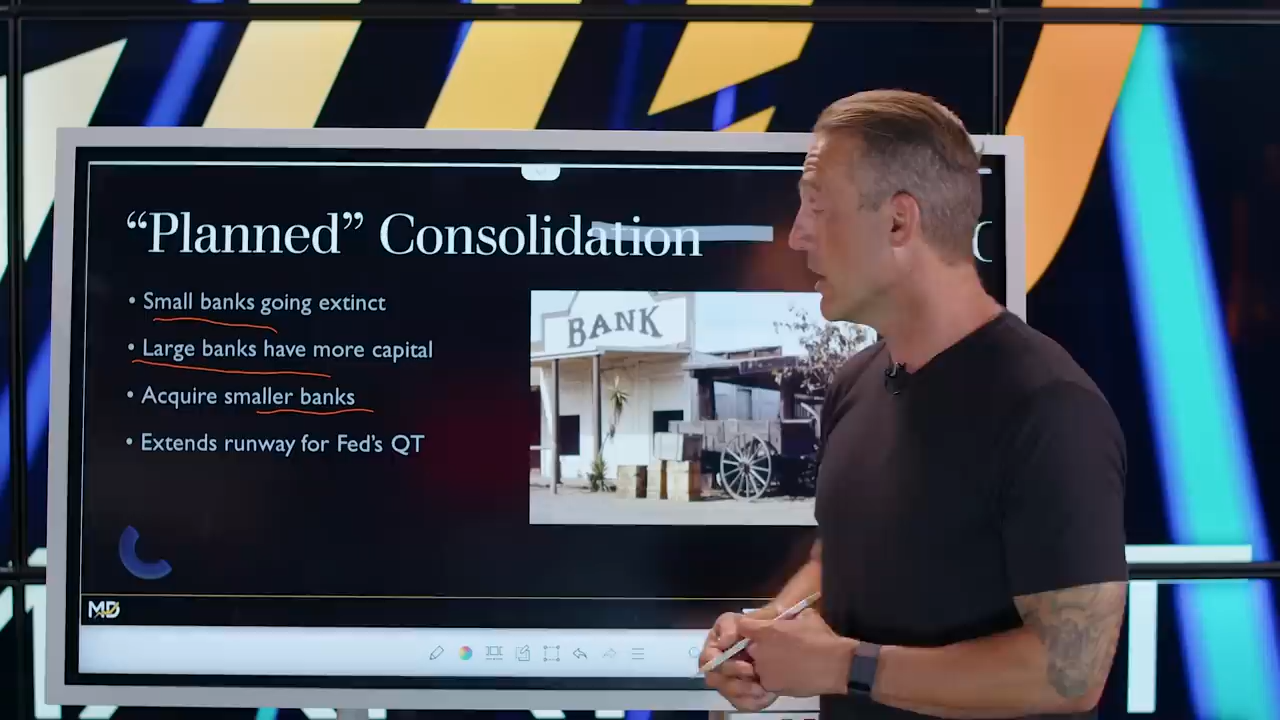 “Planned” Consolidation
• Small banks going extinct
• Large banks have more capital
• Acquire smaller banks
• Extends runway for Fed’s QT
BANK
MD